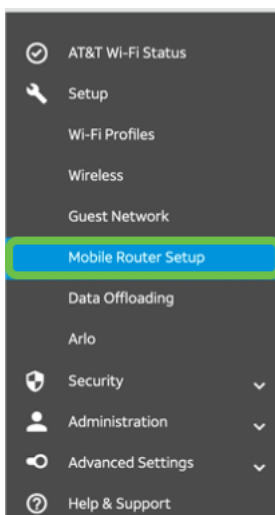 AT&T Wi-Fi Status
Setup
Wi-Fi Profiles
Wireless
Guest Network
Mobile Router Setup
Data Offloading
Arlo
Security
Administration
Advanced Settings
Help & Support